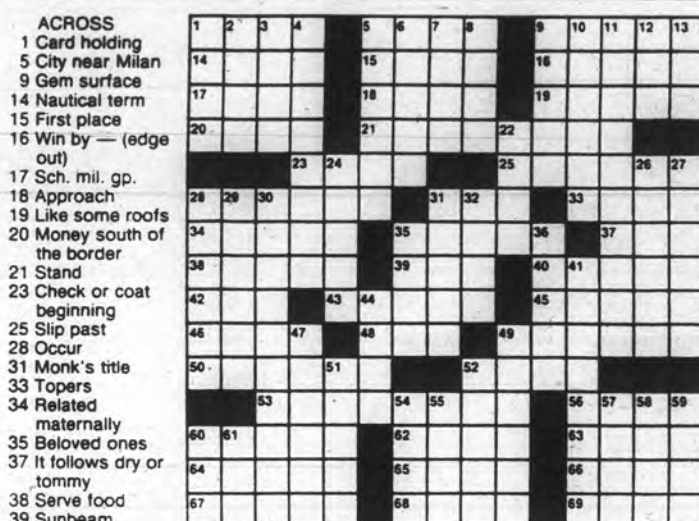 ACROSS
1 Card holding
5 City near Milan
9 Gem surface
14 Nautical term
15 First place
16 Win by — (edge
out)
17 Sch. mil. gp.
18 Approach
19 Like some roofs
20 Money south of
the border
21 Stand
23 Check or coat
beginning
25 Slip past
28 Occur
31 Monk's title
33 Topers
34 Related
maternally
35 Beloved ones
37 It follows dry or
tommy
38 Serve food
39 Sunbeam
1 2 3 4 5 6 7 8 9 10 11 12 13
14 15 16
17 18 19
20 21 22
23 24 25 26 27
28 29 30 31 32 33
34 35 36 37
38 39 40 41
42 43 44 45
46 47 48 49
50 51 52
53 54 55 56 57 58 59
60 61 62 63
64 65 66
67 68 69